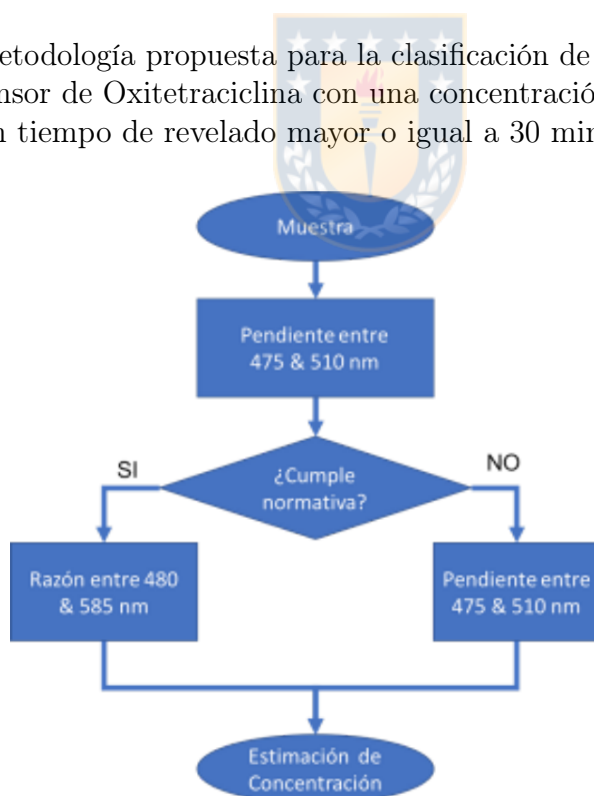 etodología propuesta para la clasificación de
nsor de Oxitetraciclina con una concentració
n tiempo de revelado mayor o igual a 30 min
Muestra
Pendiente entre
475 & 510 nm
¿Cumple
normativa?
SI
NO
Razón entre 480
& 585 nm
Pendiente entre
475 & 510 nm
Estimación de
Concentración